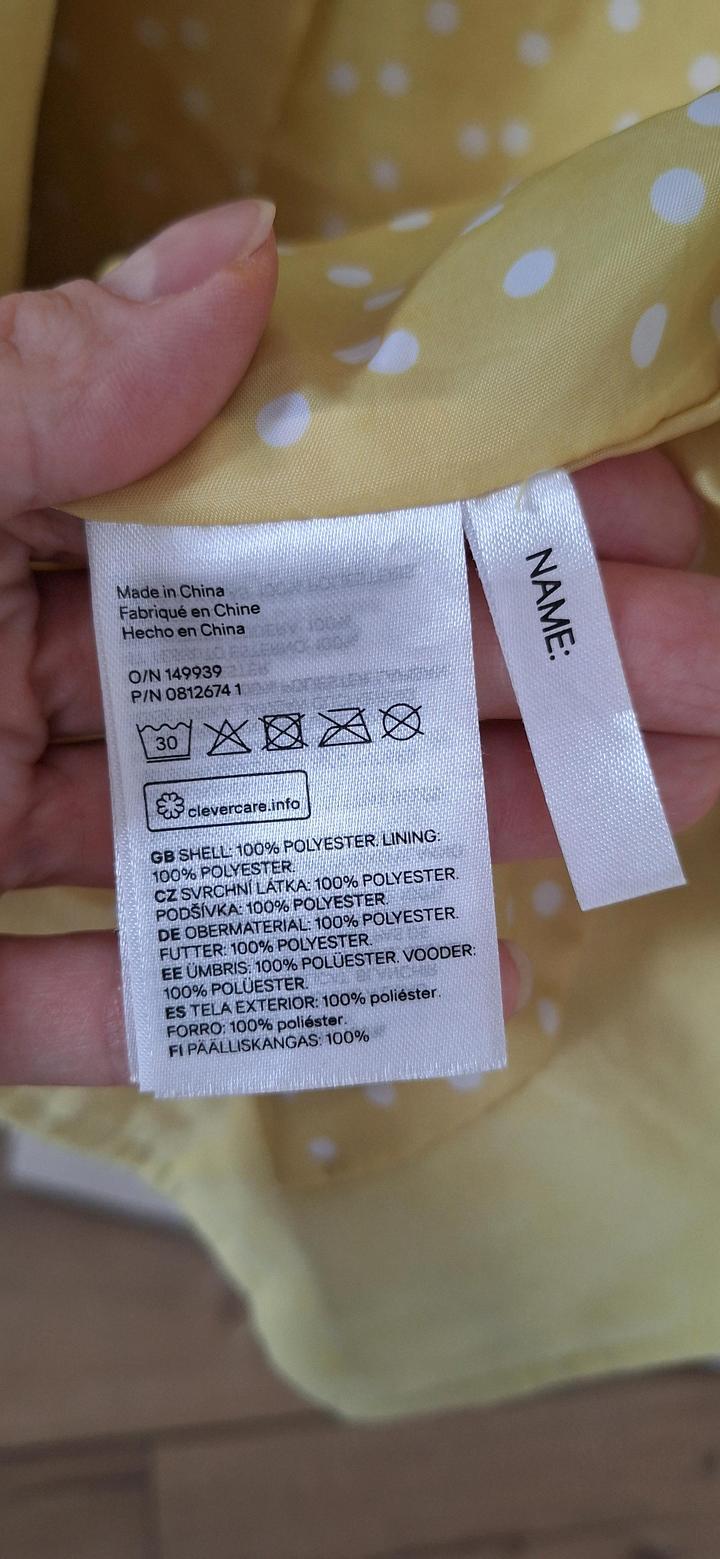 Made in China
Fabriqué en Chine
Hecho en China
O/N 149939
P/N 0812674 1
30
clevercare.info
GB SHELL: 100% POLYESTER. LINING:
100% POLYESTER.
CZ SVRCHNÍ LÁTKA: 100% POLYESTER.
PODŠÍVKA: 100% POLYESTER.
DE OBERMATERIAL: 100% POLYESTER.
FUTTER: 100% POLYESTER.
EE ÜMBRIS: 100% POLÜESTER. VOODER:
100% POLÜESTER.
ES TELA EXTERIOR: 100% poliéster.
FORRO: 100% poliéster.
FI PÄÄLLISKANGAS: 100%
NAME: